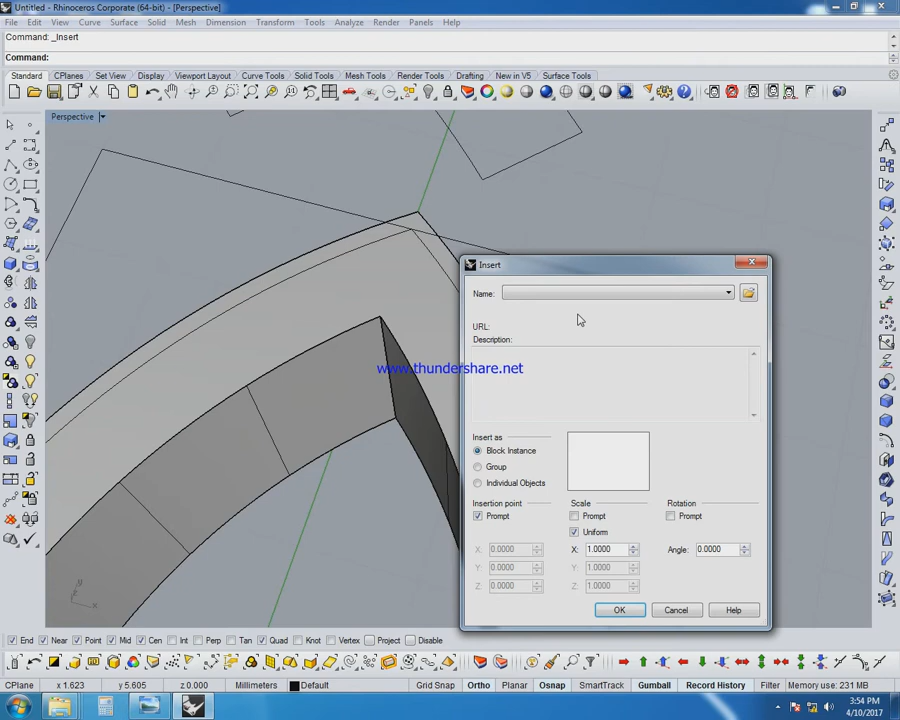 Untitled - Rhinoceros Corporate (64-bit) - [Perspective]
File Edit View Curve Surface Solid Mesh Dimension Transform Tools Analyze Render Panels Help
Command: _Insert
Command:
Standard CPlanes Set View Display Viewport Layout Curve Tools Solid Tools Mesh Tools Render Tools Drafting New in V5 Surface Tools
Perspective
Insert
Name:
URL:
Description:
www.thundershare.net
Insert as
Block Instance
Group
Individual Objects
Insertion point Scale Rotation
Prompt Prompt Prompt
Uniform
X: 0.0000 X: 1.0000 Angle: 0.0000
Y: 0.0000 Y: 1.0000
Z: 0.0000 Z: 1.0000
OK Cancel Help
y
z x
End Near Point Mid Cen Int Perp Tan Quad Knot Vertex Project Disable
CPlane x 1.623 y 5.605 z 0.000 Millimeters Default Grid Snap Ortho Planar Osnap SmartTrack Gumball Record History Filter Memory use: 231 MB
3:54 PM
4/10/2017